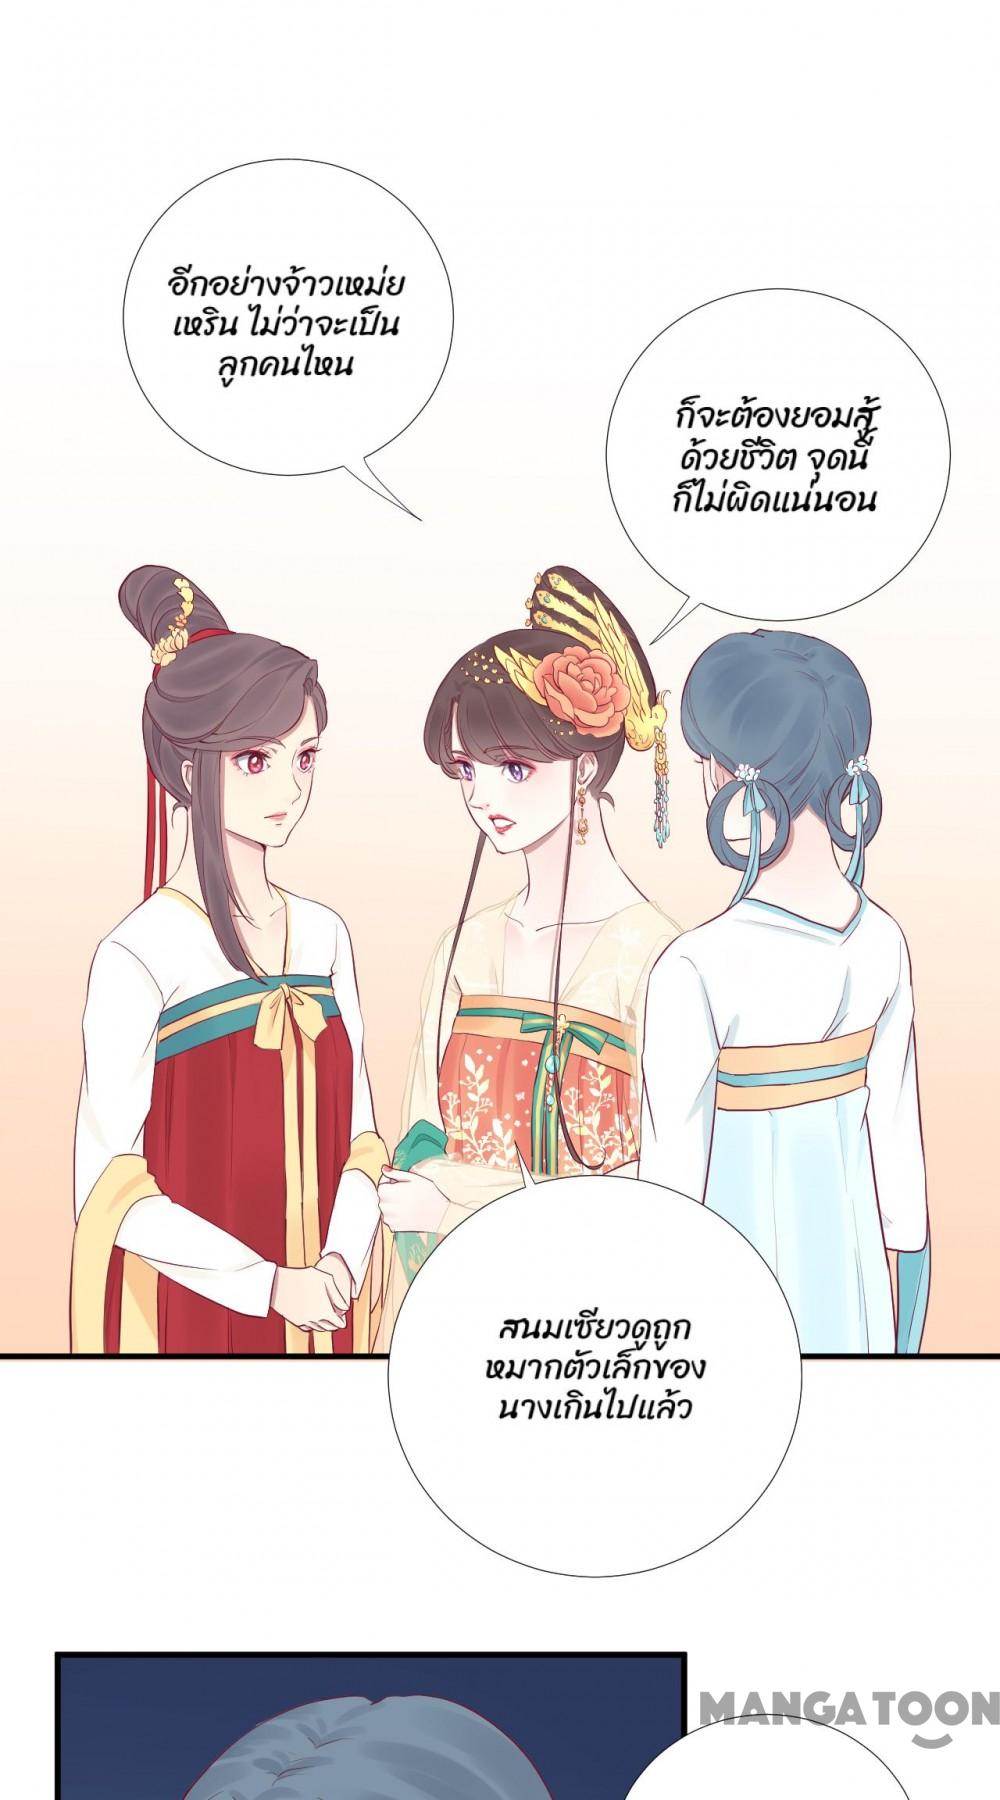 อีกอย่างจ้าวเหม่ย
เหริน ไม่ว่าจะเป็น
ลูกคนไหน
ก็จะต้องยอมสู้
ด้วยชีวิต จุดนี้
ก็ไม่ผิดแน่นอน
สนมเซียวดูถูก
หมากตัวเล็กของ
นางเกินไปแล้ว
MANGATOON